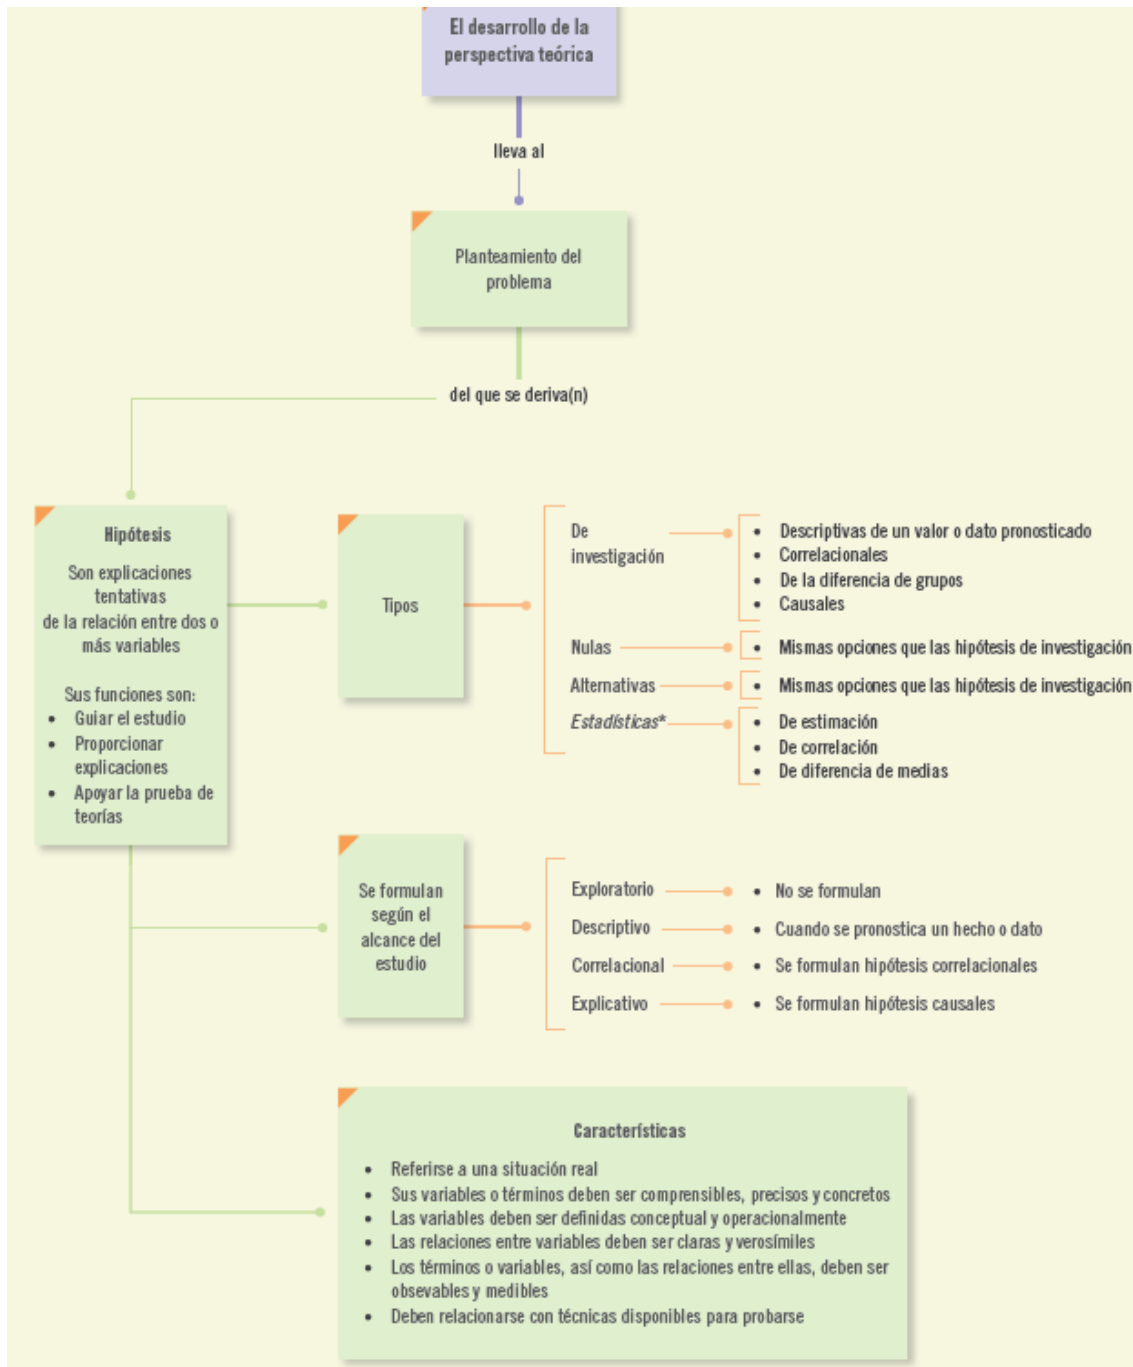 El desarrollo de la
perspectiva teórica
lleva al
Planteamiento del
problema
del que se deriva(n)
Hipótesis
Son explicaciones
tentativas
de la relación entre dos o
más variables
Sus funciones son:
• Guiar el estudio
• Proporcionar
explicaciones
• Apoyar la prueba de
teorías
Tipos
De
investigación
• Descriptivas de un valor o dato pronosticado
• Correlacionales
• De la diferencia de grupos
• Causales
Nulas
• Mismas opciones que las hipótesis de investigación
Alternativas
• Mismas opciones que las hipótesis de investigación
Estadísticas*
• De estimación
• De correlación
• De diferencia de medias
Se formulan
según el
alcance del
estudio
Exploratorio
• No se formulan
Descriptivo
• Cuando se pronostica un hecho o dato
Correlacional
• Se formulan hipótesis correlacionales
Explicativo
• Se formulan hipótesis causales
Características
• Referirse a una situación real
• Sus variables o términos deben ser comprensibles, precisos y concretos
• Las variables deben ser definidas conceptual y operacionalmente
• Las relaciones entre variables deben ser claras y verosímiles
• Los términos o variables, así como las relaciones entre ellas, deben ser
obsevables y medibles
• Deben relacionarse con técnicas disponibles para probarse